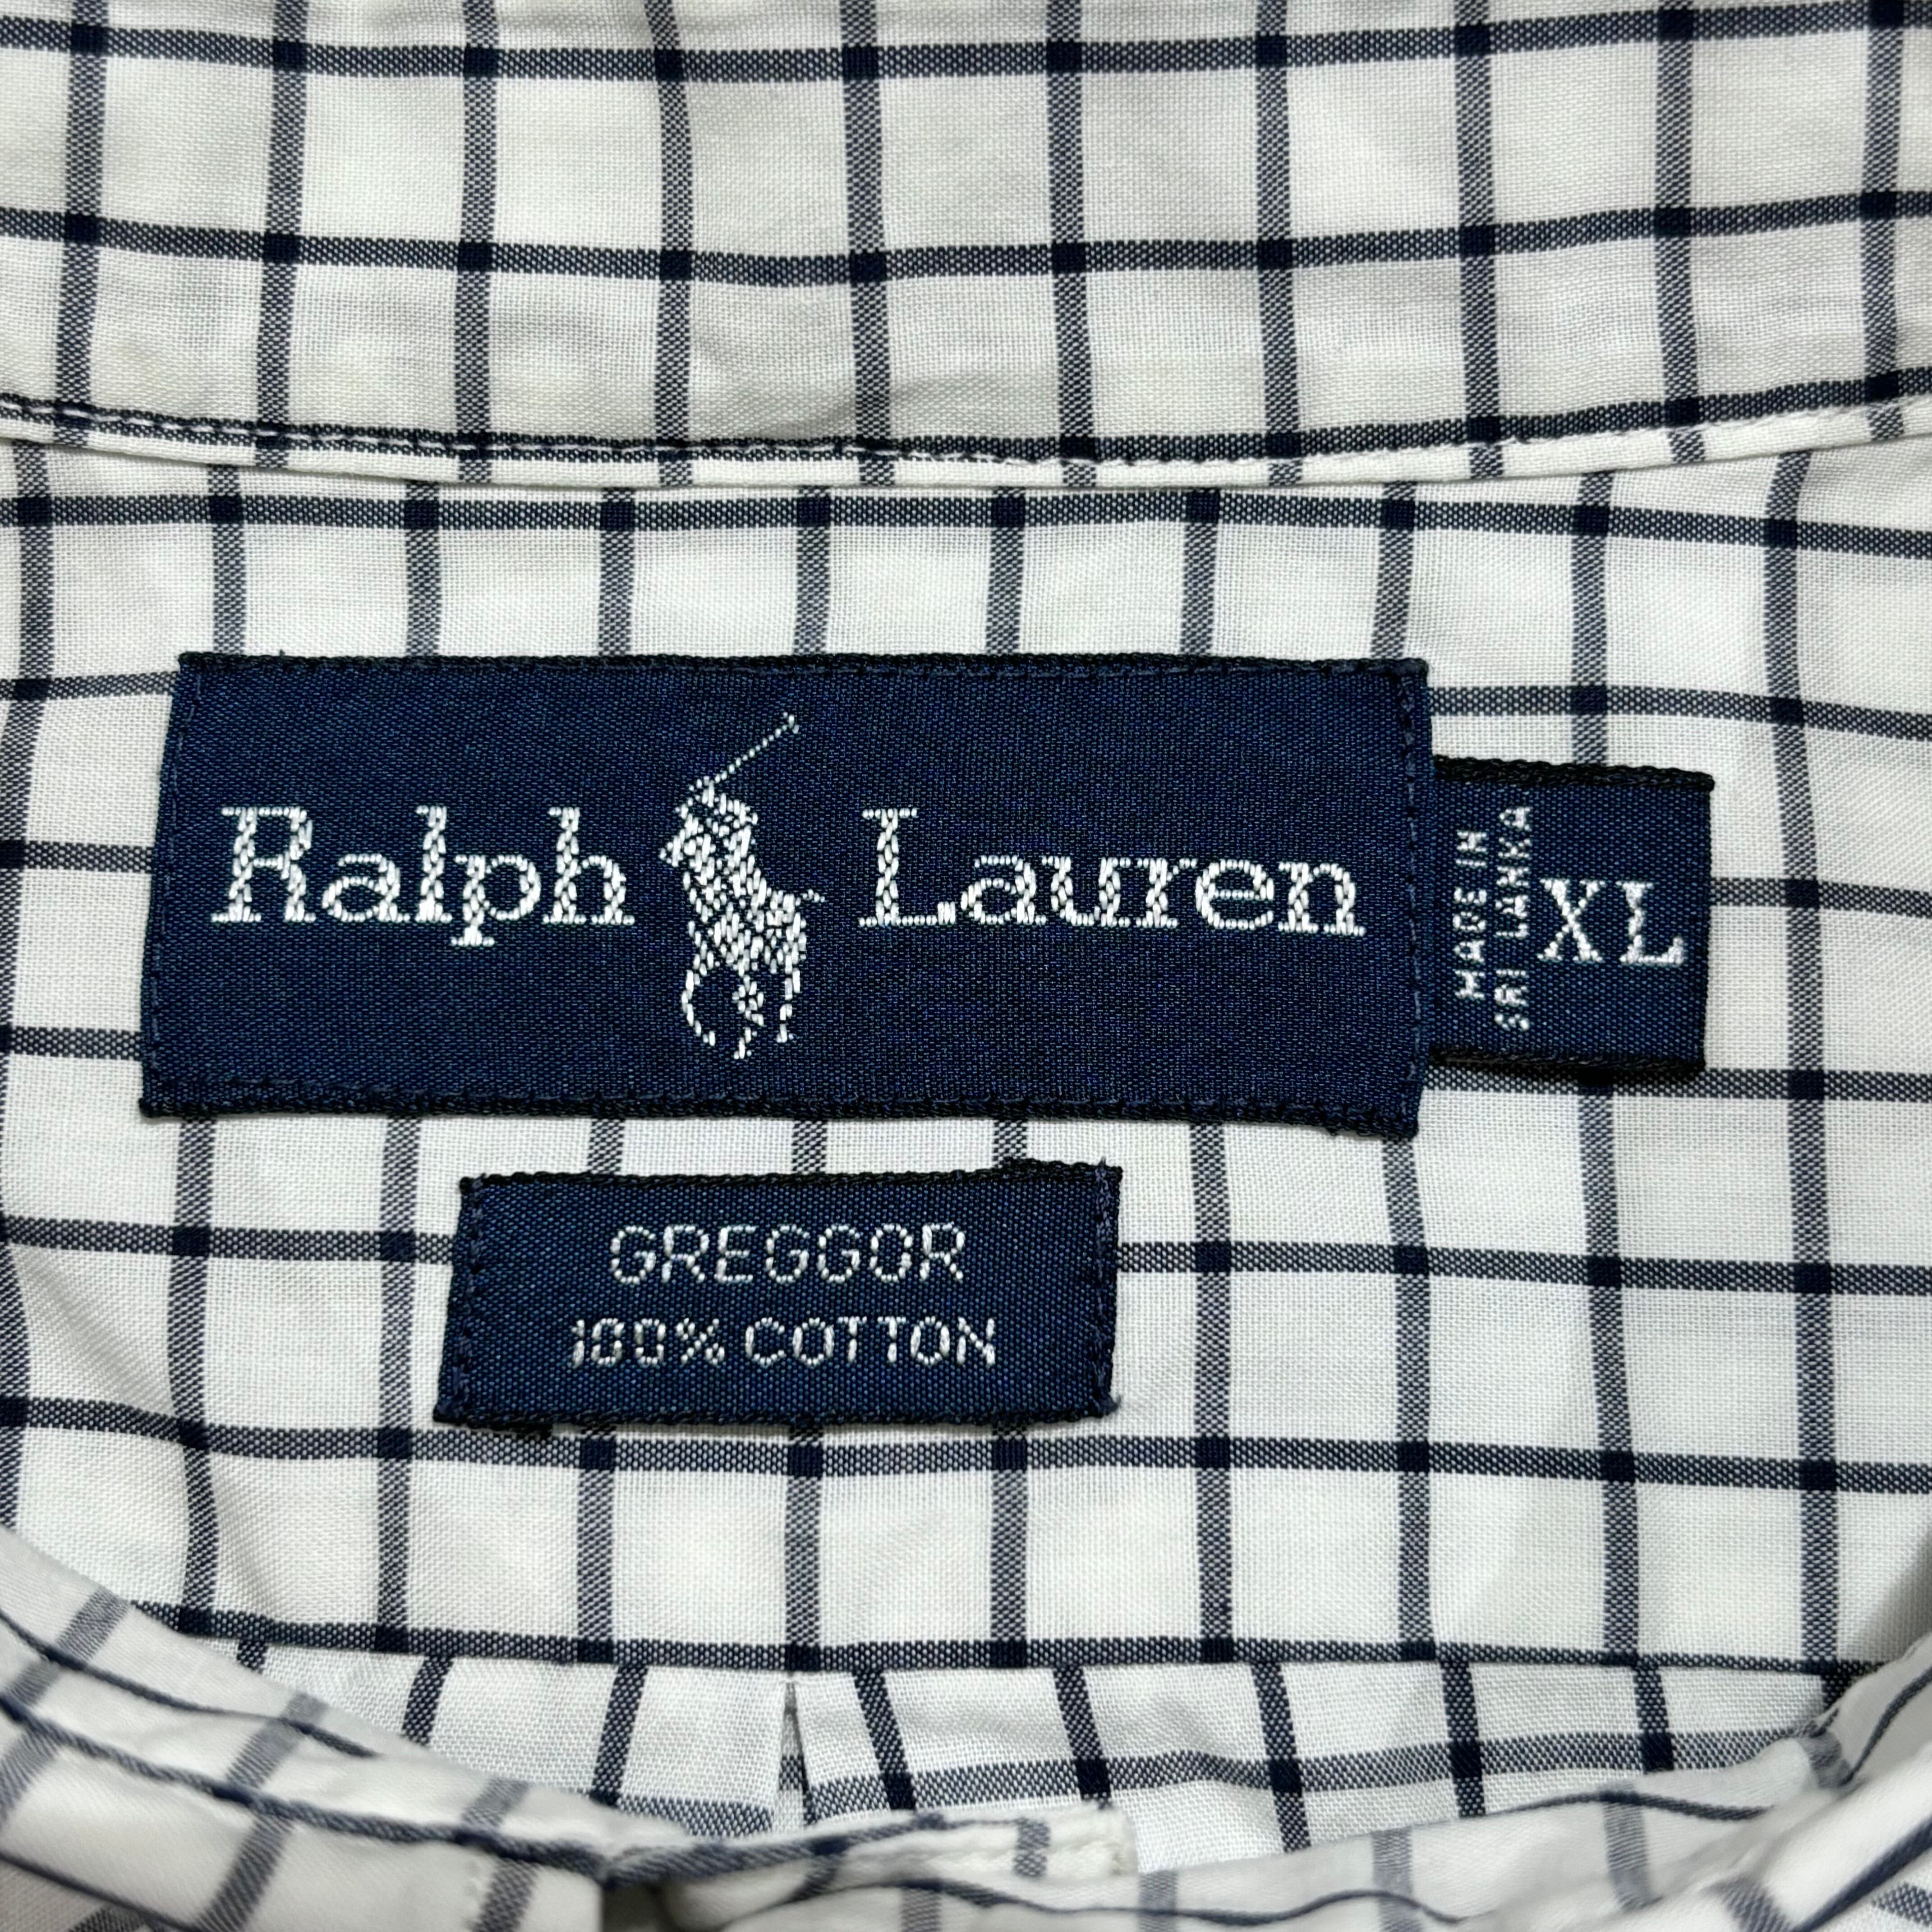 Ralph Lauren
MADE IN
SRI LANKA
XL
GREGGOR
100% COTTON